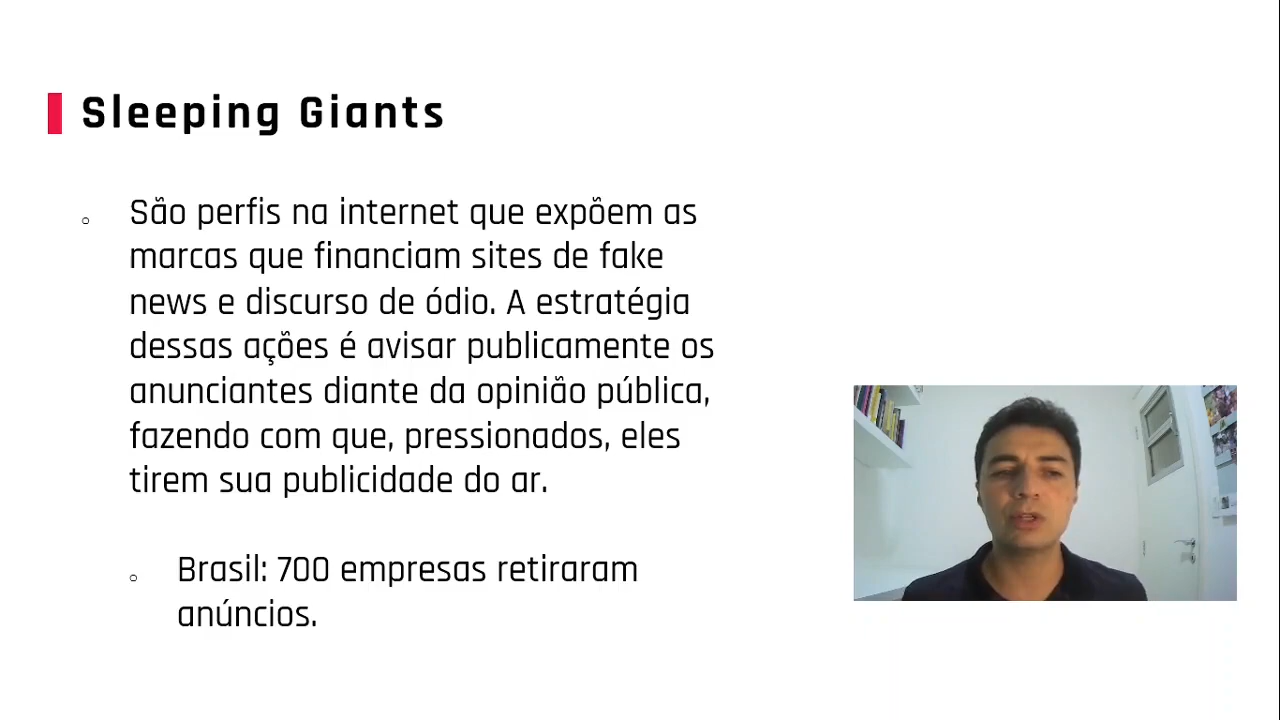 Sleeping Giants
São perfis na internet que expõem as
marcas que financiam sites de fake
news e discurso de ódio. A estratégia
dessas ações é avisar publicamente os
anunciantes diante da opinião pública,
fazendo com que, pressionados, eles
tirem sua publicidade do ar.
Brasil: 700 empresas retiraram
anúncios.